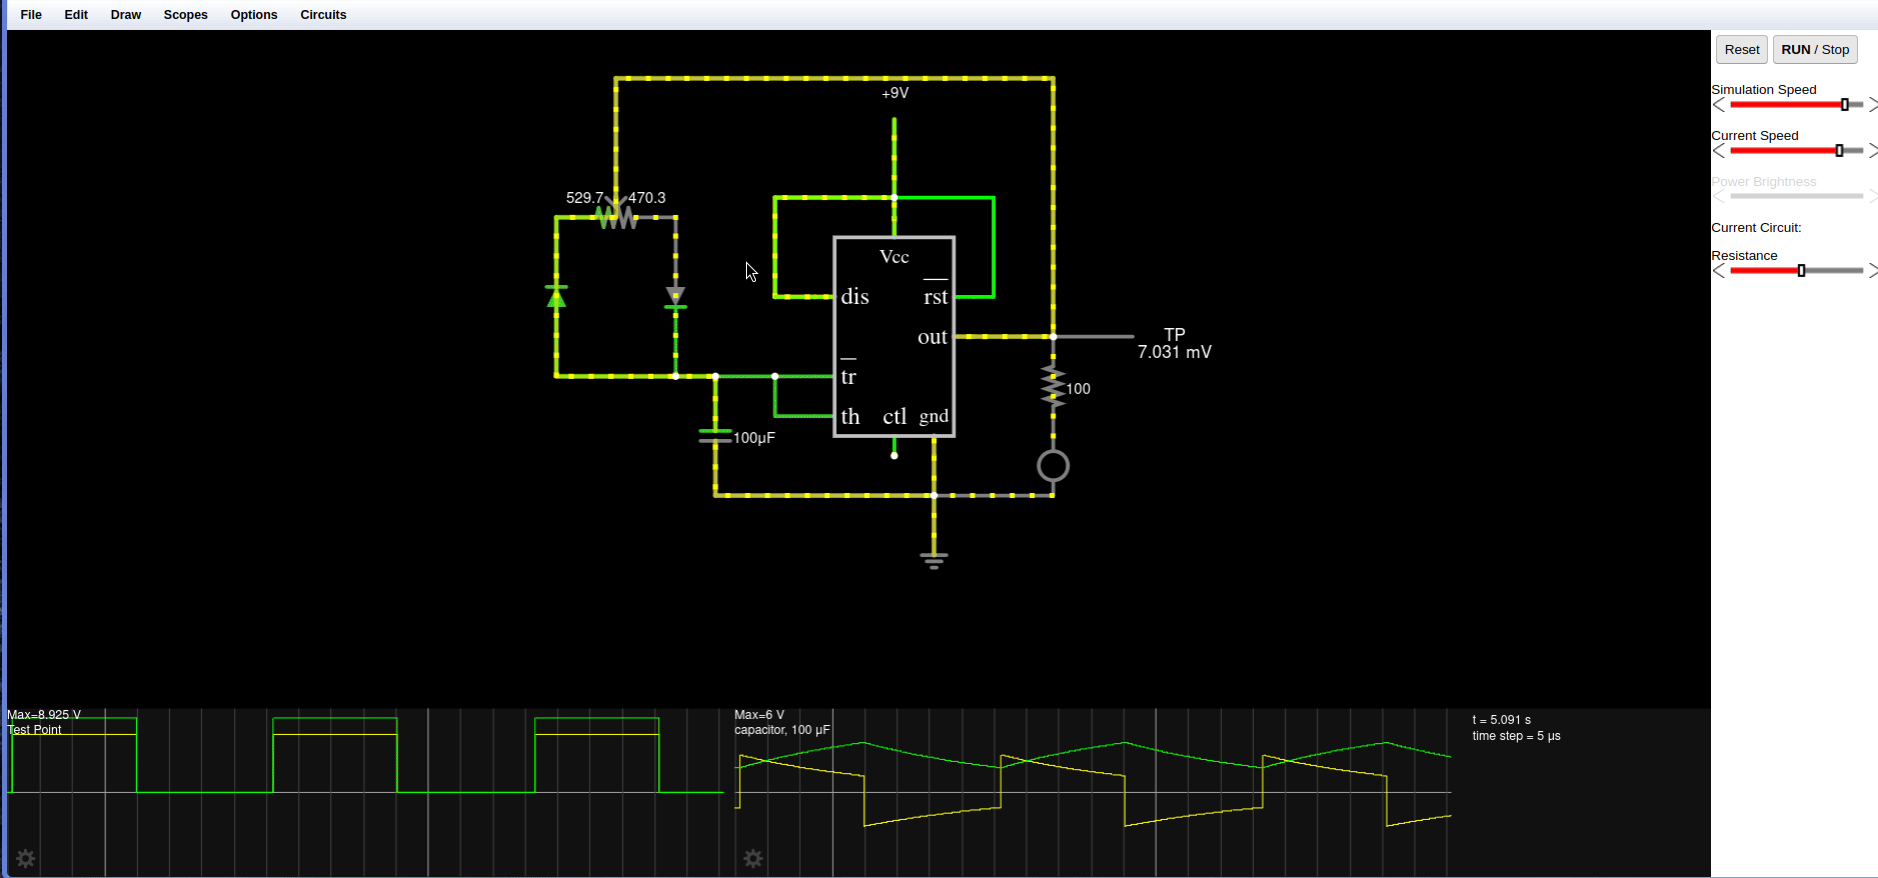 File Edit Draw Scopes Options Circuits
Reset RUN / Stop
Simulation Speed
Current Speed
Power Brightness
Current Circuit:
Resistance
+9V
529.7 470.3
Vcc
dis rst
out
TP
7.031 mV
tr
100
th ctl gnd
100µF
Max=8.925 V
Test Point
Max=6 V
capacitor, 100 µF
t = 5.091 s
time step = 5 µs